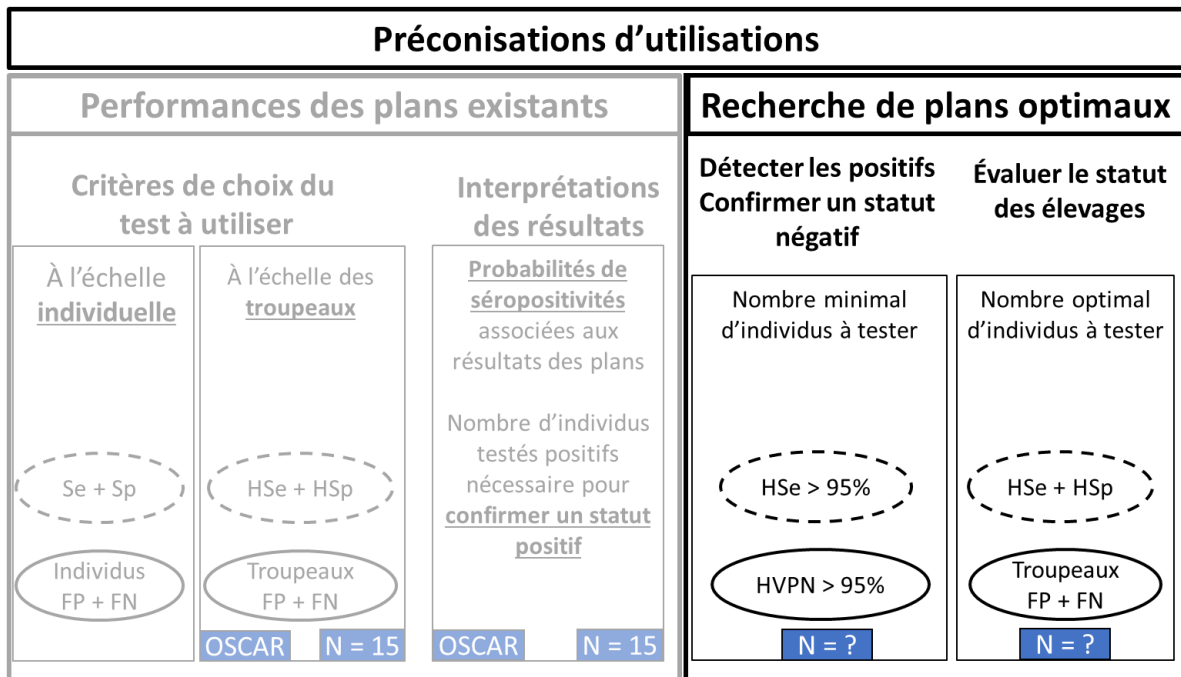 Préconisations d’utilisations
Performances des plans existants
Critères de choix du
test à utiliser
À l’échelle
individuelle
Se + Sp
Individus
FP + FN
À l’échelle des
troupeaux
HSe + HSp
Troupeaux
FP + FN
OSCAR
N = 15
Interprétations
des résultats
Probabilités de
séropositivités
associées aux
résultats des plans
Nombre d’individus
testés positifs
nécessaire pour
confirmer un statut
positif
OSCAR
N = 15
Recherche de plans optimaux
Détecter les positifs
Confirmer un statut
négatif
Nombre minimal
d’individus à tester
HSe > 95%
HVPN > 95%
N = ?
Évaluer le statut
des élevages
Nombre optimal
d’individus à tester
HSe + HSp
Troupeaux
FP + FN
N = ?